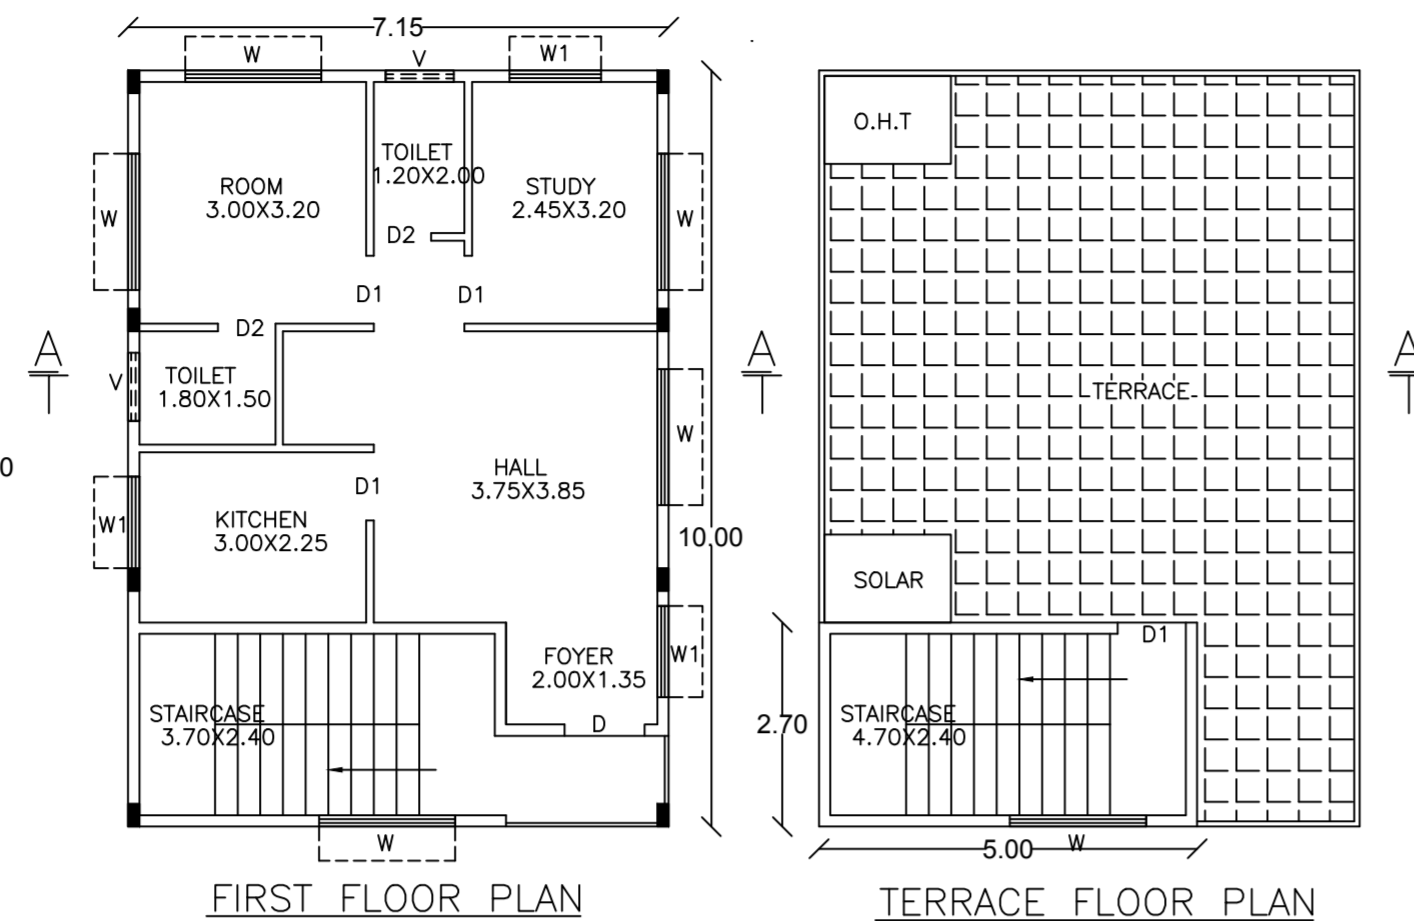 7.15
W
V
W1
O.H.T
TOILET
1.20X2.00
ROOM
3.00X3.20
STUDY
2.45X3.20
W
W
D2
D1
D1
D2
A
A
A
V
TOILET
1.80X1.50
TERRACE
W
0
HALL
3.75X3.85
D1
W1
KITCHEN
3.00X2.25
10.00
SOLAR
D1
FOYER
2.00X1.35
W1
STAIRCASE
3.70X2.40
D
2.70
STAIRCASE
4.70X2.40
W
5.00
W
FIRST FLOOR PLAN
TERRACE FLOOR PLAN